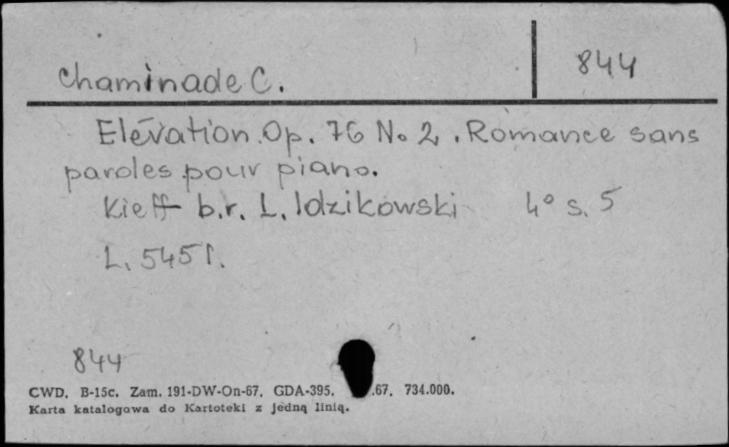 Chaminade C.
844
Elévation. Op. 76 No 2. Romance sans
paroles pour piano.
Kieff b.r. L. Idzikowski 4° s. 5
L. 545 I.
844
CWD. B-15c. Zam. 191-DW-On-67. GDA-395. .67. 734.000.
Karta katalogowa do Kartoteki z jedną linią.